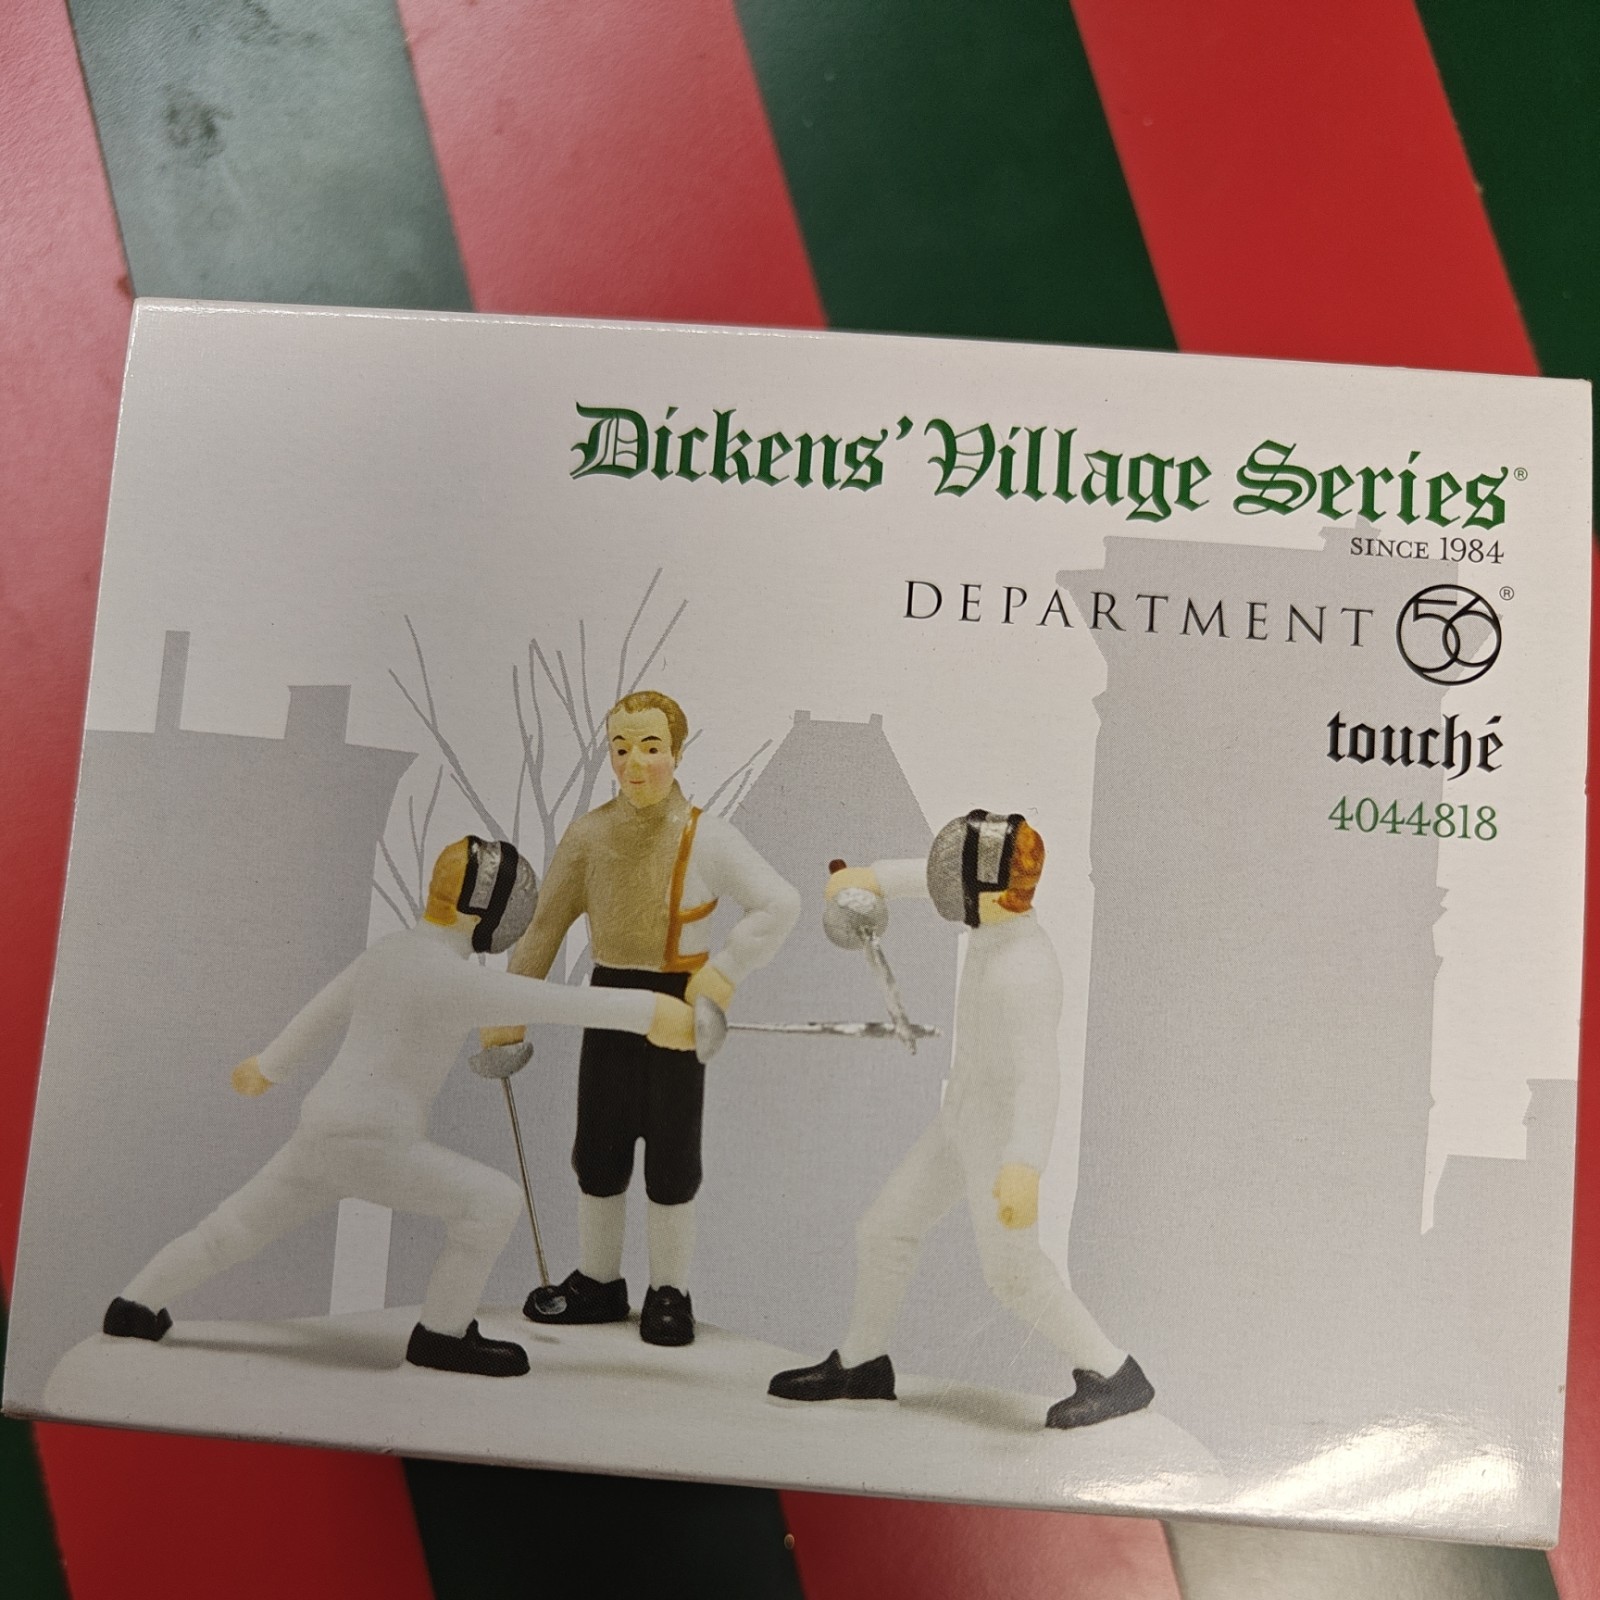 Dickens' Village Series®
SINCE 1984
DEPARTMENT 56®
touché
4044818